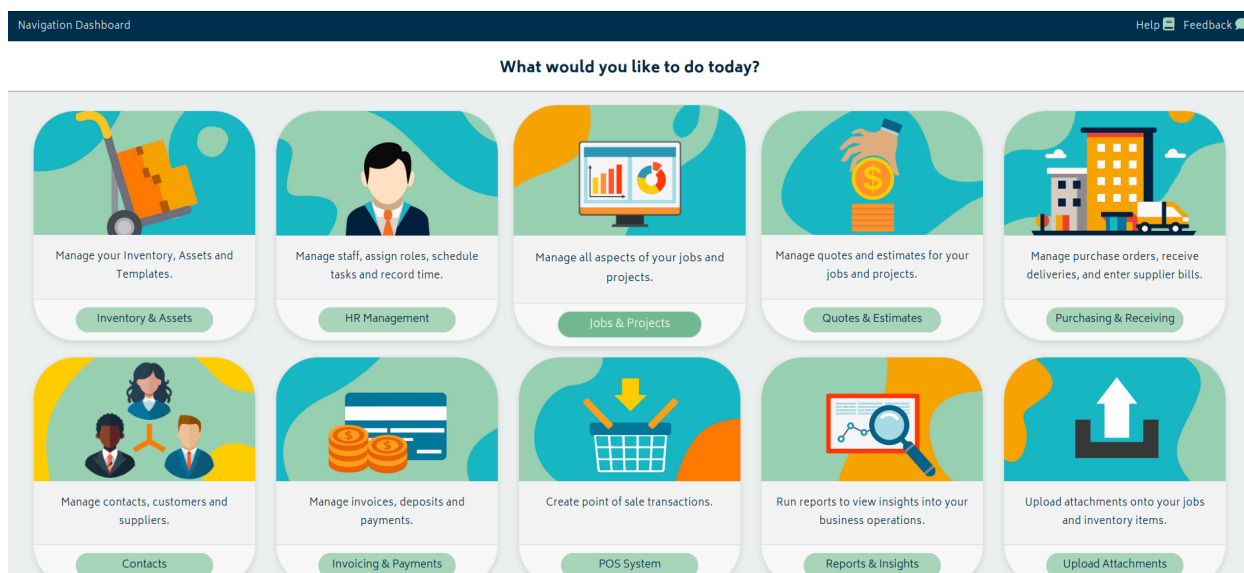 Navigation Dashboard
Help Feedback
What would you like to do today?
Manage your Inventory, Assets and
Templates.
Inventory & Assets
Manage staff, assign roles, schedule
tasks and record time.
HR Management
Manage all aspects of your jobs and
projects.
Jobs & Projects
Manage quotes and estimates for your
jobs and projects.
Quotes & Estimates
Manage purchase orders, receive
deliveries, and enter supplier bills.
Purchasing & Receiving
Manage contacts, customers and
suppliers.
Contacts
Manage invoices, deposits and
payments.
Invoicing & Payments
Create point of sale transactions.
POS System
Run reports to view insights into your
business operations.
Reports & Insights
Upload attachments onto your jobs
and inventory items.
Upload Attachments